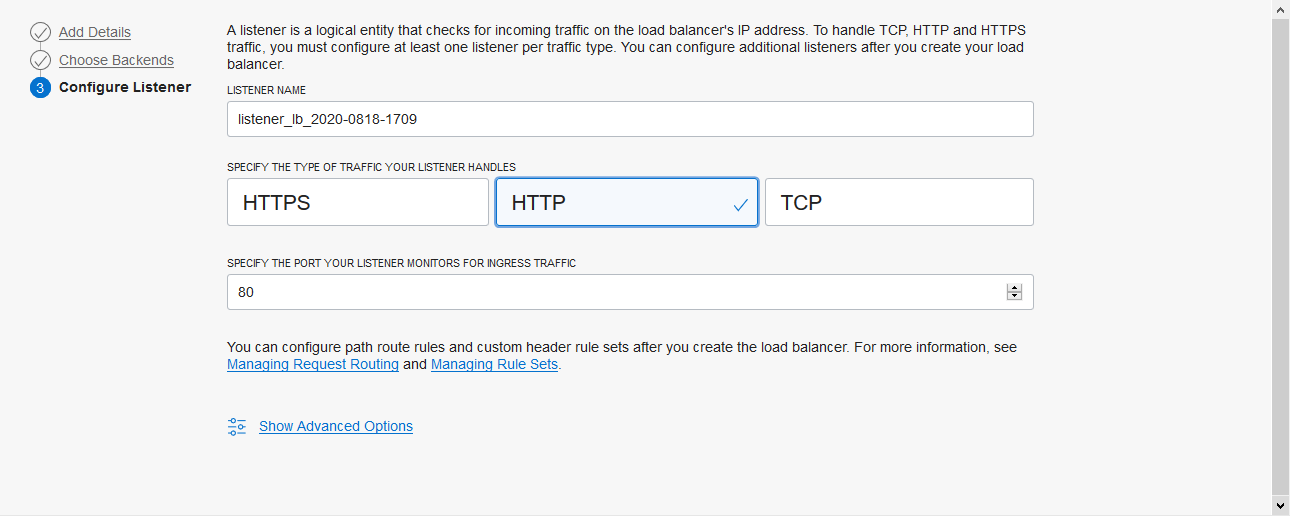 Add Details
Choose Backends
3 Configure Listener
A listener is a logical entity that checks for incoming traffic on the load balancer's IP address. To handle TCP, HTTP and HTTPS
traffic, you must configure at least one listener per traffic type. You can configure additional listeners after you create your load
balancer.
LISTENER NAME
listener_lb_2020-0818-1709
SPECIFY THE TYPE OF TRAFFIC YOUR LISTENER HANDLES
HTTPS HTTP TCP
SPECIFY THE PORT YOUR LISTENER MONITORS FOR INGRESS TRAFFIC
80
You can configure path route rules and custom header rule sets after you create the load balancer. For more information, see
Managing Request Routing and Managing Rule Sets.
Show Advanced Options